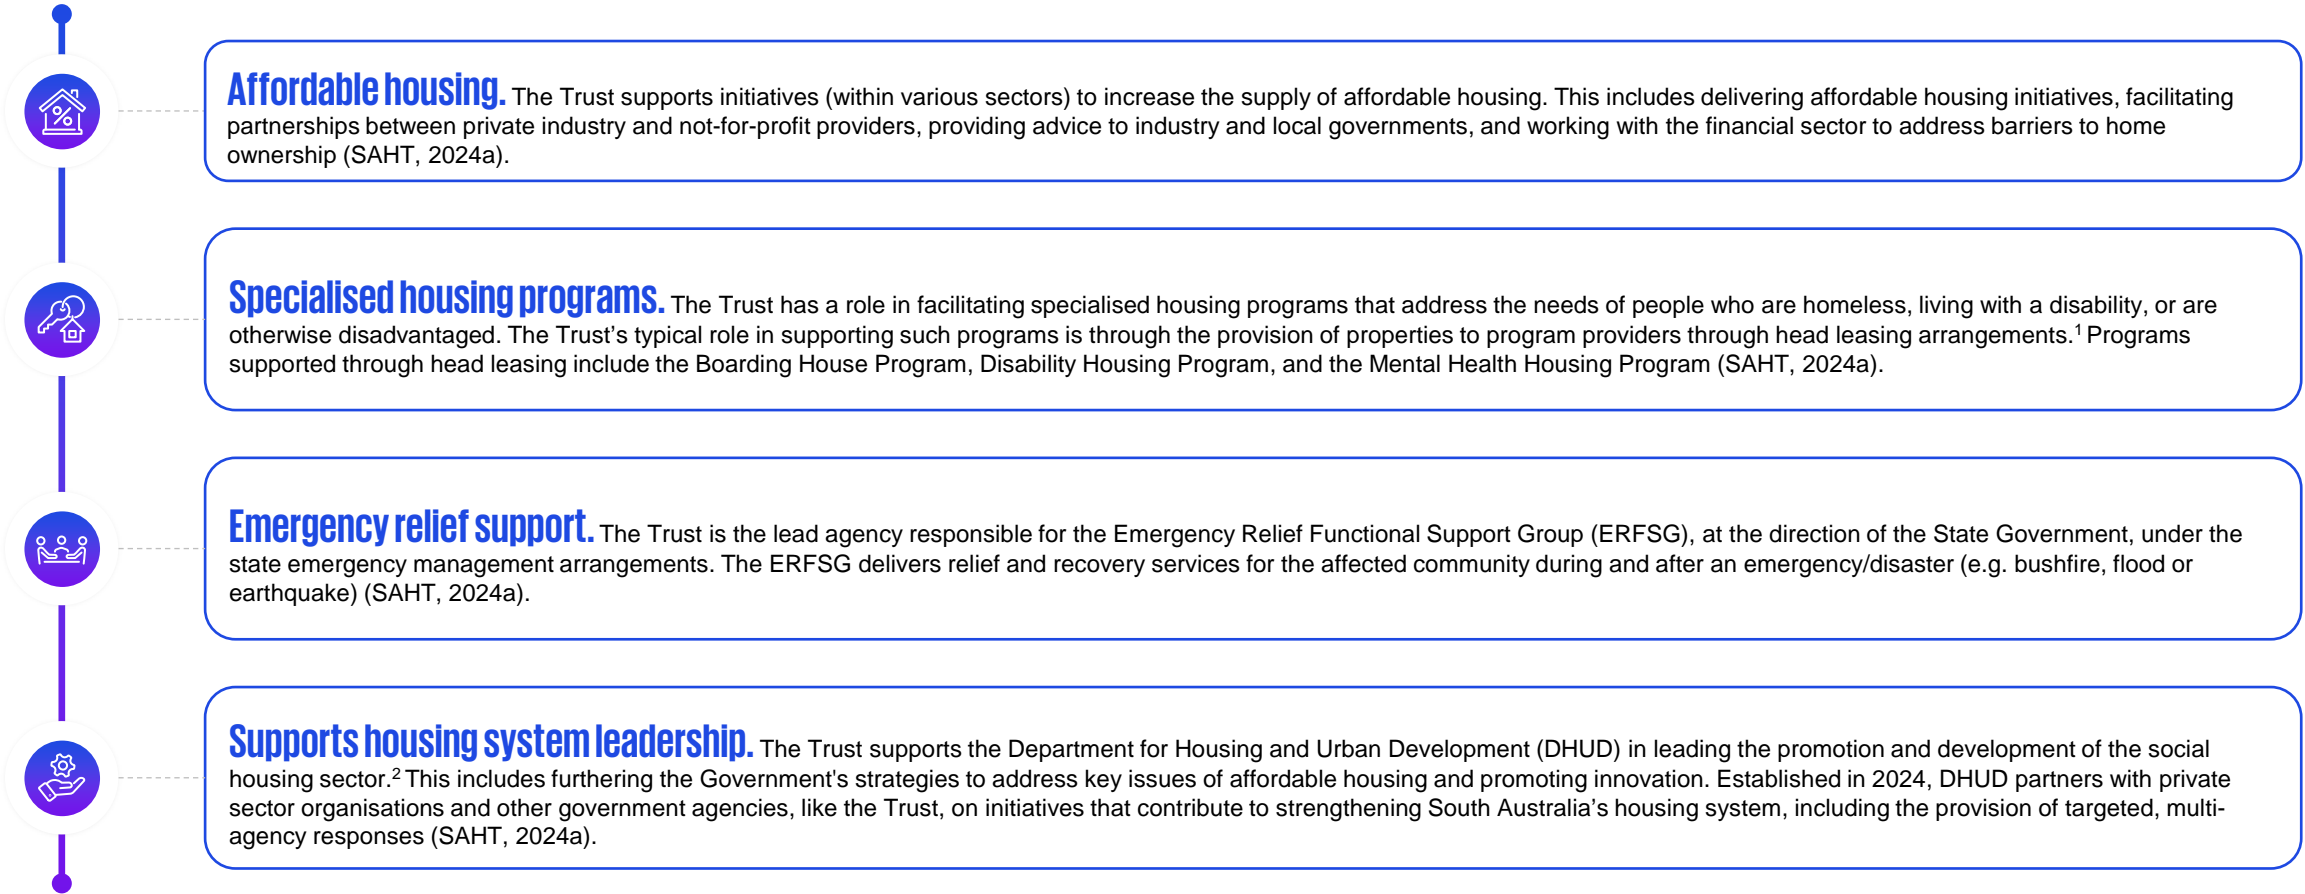 Affordable housing. The Trust supports initiatives (within various sectors) to increase the supply of affordable housing. This includes delivering affordable housing initiatives, facilitating
partnerships between private industry and not-for-profit providers, providing advice to industry and local governments, and working with the financial sector to address barriers to home
ownership (SAHT, 2024a).
Specialised housing programs. The Trust has a role in facilitating specialised housing programs that address the needs of people who are homeless, living with a disability, or are
otherwise disadvantaged. The Trust’s typical role in supporting such programs is through the provision of properties to program providers through head leasing arrangements.¹ Programs
supported through head leasing include the Boarding House Program, Disability Housing Program, and the Mental Health Housing Program (SAHT, 2024a).
Emergency relief support. The Trust is the lead agency responsible for the Emergency Relief Functional Support Group (ERFSG), at the direction of the State Government, under the
state emergency management arrangements. The ERFSG delivers relief and recovery services for the affected community during and after an emergency/disaster (e.g. bushfire, flood or
earthquake) (SAHT, 2024a).
Supports housing system leadership. The Trust supports the Department for Housing and Urban Development (DHUD) in leading the promotion and development of the social
housing sector.² This includes furthering the Government's strategies to address key issues of affordable housing and promoting innovation. Established in 2024, DHUD partners with private
sector organisations and other government agencies, like the Trust, on initiatives that contribute to strengthening South Australia’s housing system, including the provision of targeted, multi-
agency responses (SAHT, 2024a).